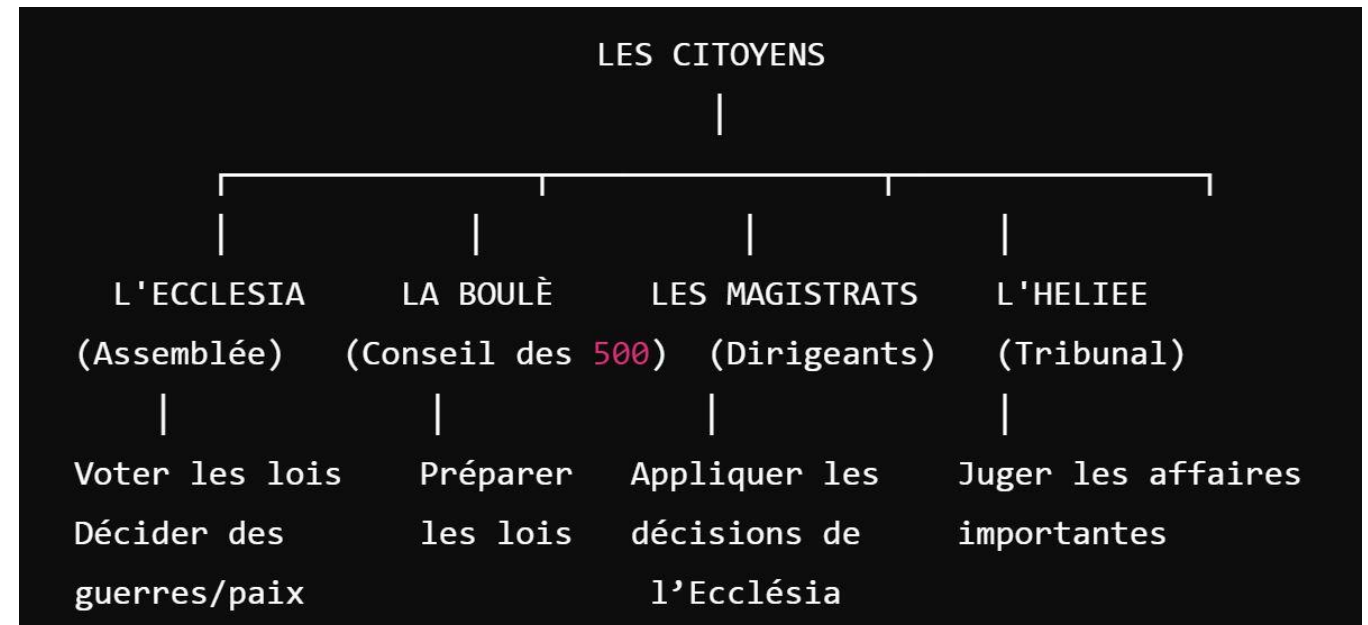 LES CITOYENS
L'ECCLESIA LA BOULÈ LES MAGISTRATS L'HELIEE
(Assemblée) (Conseil des 500) (Dirigeants) (Tribunal)
Voter les lois Préparer Appliquer les Juger les affaires
Décider des les lois décisions de importantes
guerres/paix l’Ecclésia